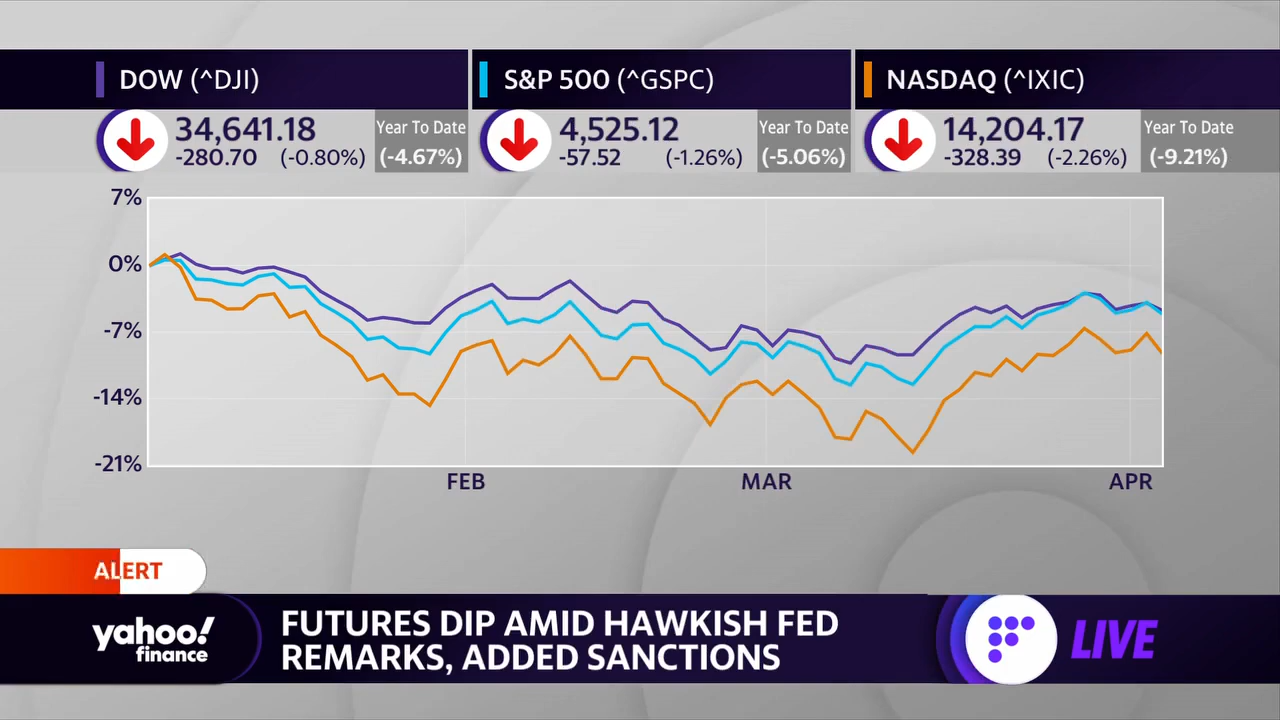 DOW (^DJI)
S&P 500 (^GSPC)
NASDAQ (^IXIC)
34,641.18
-280.70 (-0.80%)
Year To Date
(-4.67%)
4,525.12
-57.52 (-1.26%)
Year To Date
(-5.06%)
14,204.17
-328.39 (-2.26%)
Year To Date
(-9.21%)
7%
0%
-7%
-14%
-21%
FEB MAR APR
ALERT
yahoo!
finance
FUTURES DIP AMID HAWKISH FED
REMARKS, ADDED SANCTIONS
LIVE